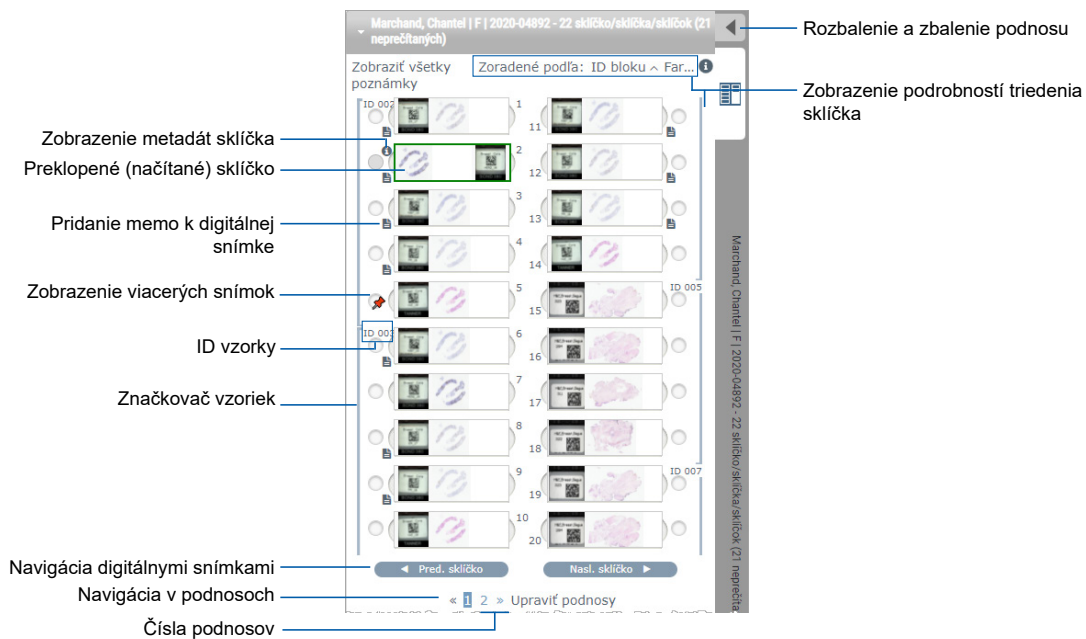 Marchand, Chantel | F | 2020-04892 - 22 sklíčko/sklíčka/sklíčok (21
neprečítaných)
Rozbalenie a zbalenie podnosu
Zobraziť všetky
poznámky
Zoradené podľa: ID bloku ^ Far...
Zobrazenie podrobností triedenia
sklíčka
ID 002
1
11
Zobrazenie metadát sklíčka
Preklopené (načítané) sklíčko
2
12
Pridanie memo k digitálnej
snímke
3
13
4
14
Zobrazenie viacerých snímok
5
15
ID 005
ID vzorky
ID 003
6
16
Značkovač vzoriek
7
17
8
18
9
19
ID 007
10
20
Marchand, Chantel | F | 2020-04892 - 22 sklíčko/sklíčka/sklíčok (21 neprečíta
Navigácia digitálnymi snímkami
◀ Pred. sklíčko
Nasl. sklíčko ▶
Navigácia v podnosoch
« 1 2 » Upraviť podnosy
Čísla podnosov